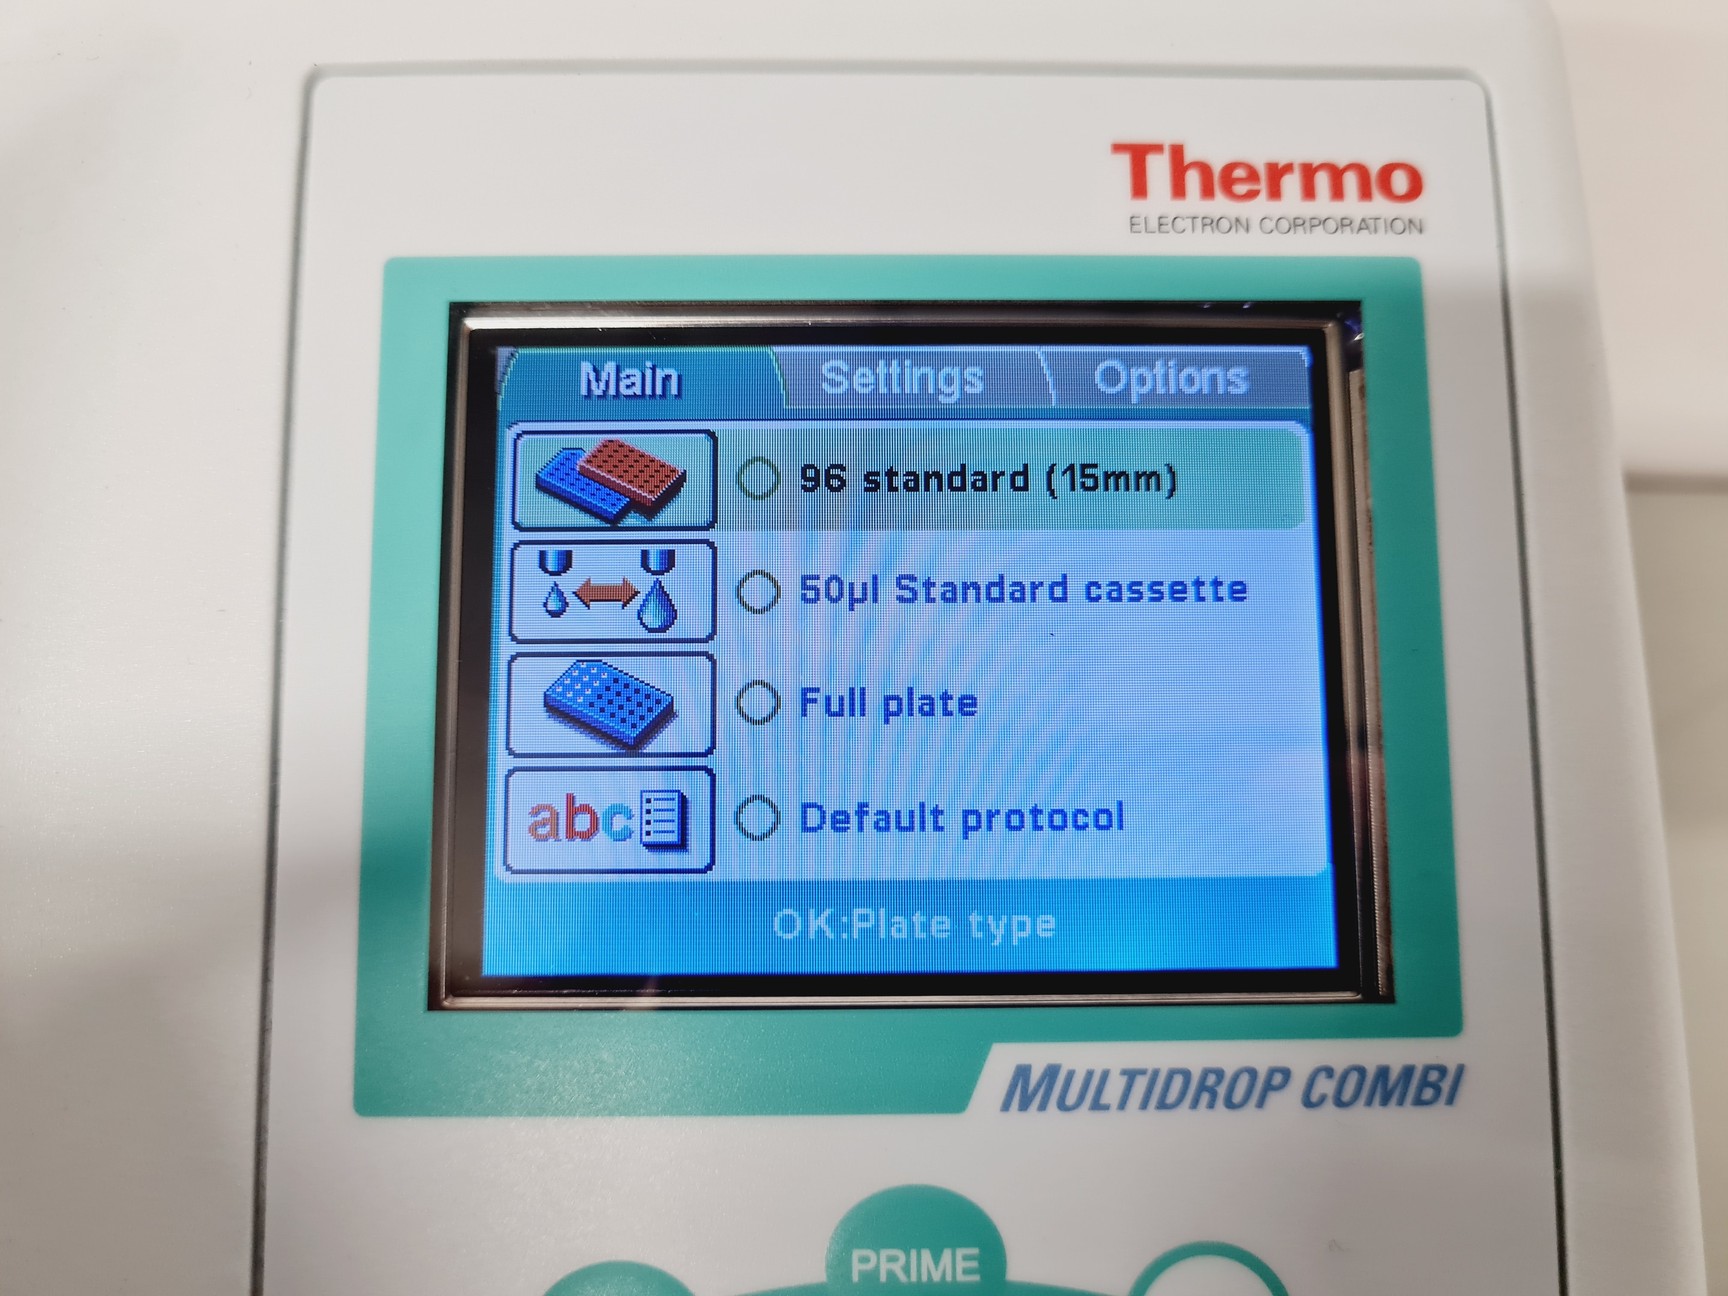 Thermo
ELECTRON CORPORATION
Main Settings Options
96 standard (15mm)
50µl Standard cassette
Full plate
abc Default protocol
OK:Plate type
MULTIDROP COMBI
PRIME